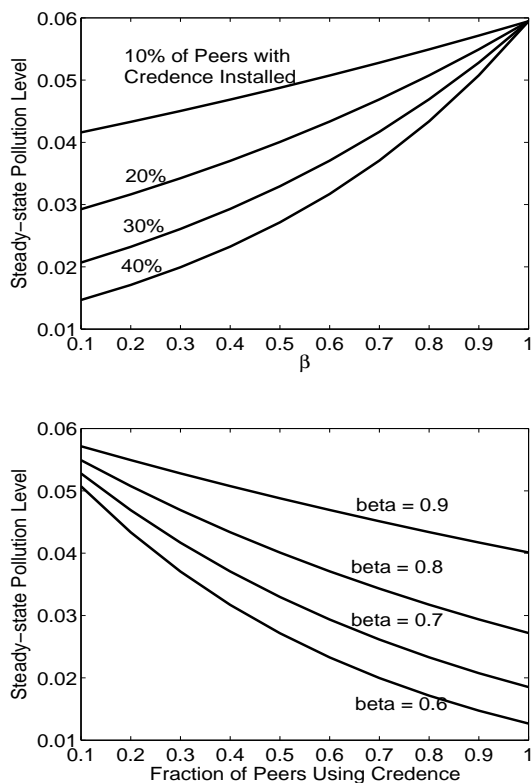 0.06
0.05
0.04
0.03
0.02
0.01
Steady-state Pollution Level
10% of Peers with
Credence Installed
20%
30%
40%
0.1 0.2 0.3 0.4 0.5 0.6 0.7 0.8 0.9 1
β
0.06
0.05
0.04
0.03
0.02
0.01
Steady-state Pollution Level
beta = 0.9
beta = 0.8
beta = 0.7
beta = 0.6
0.1 0.2 0.3 0.4 0.5 0.6 0.7 0.8 0.9 1
Fraction of Peers Using Credence